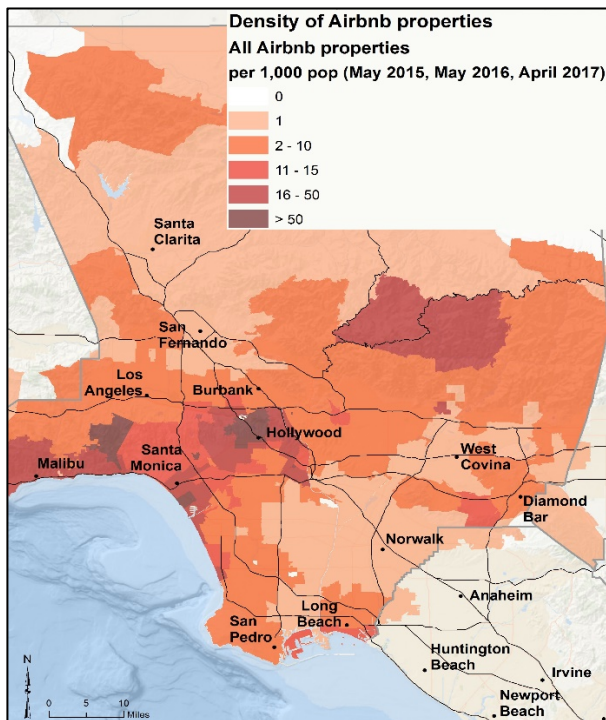 Density of Airbnb properties
All Airbnb properties
per 1,000 pop (May 2015, May 2016, April 2017)
0
1
2 - 10
11 - 15
16 - 50
> 50
Santa
Clarita
San
Fernando
Los
Angeles
Burbank
Hollywood
West
Covina
Malibu
Santa
Monica
Diamond
Bar
Norwalk
Anaheim
Long
Beach
San
Pedro
Huntington
Beach
Irvine
Newport
Beach
N
0 5 10
Miles